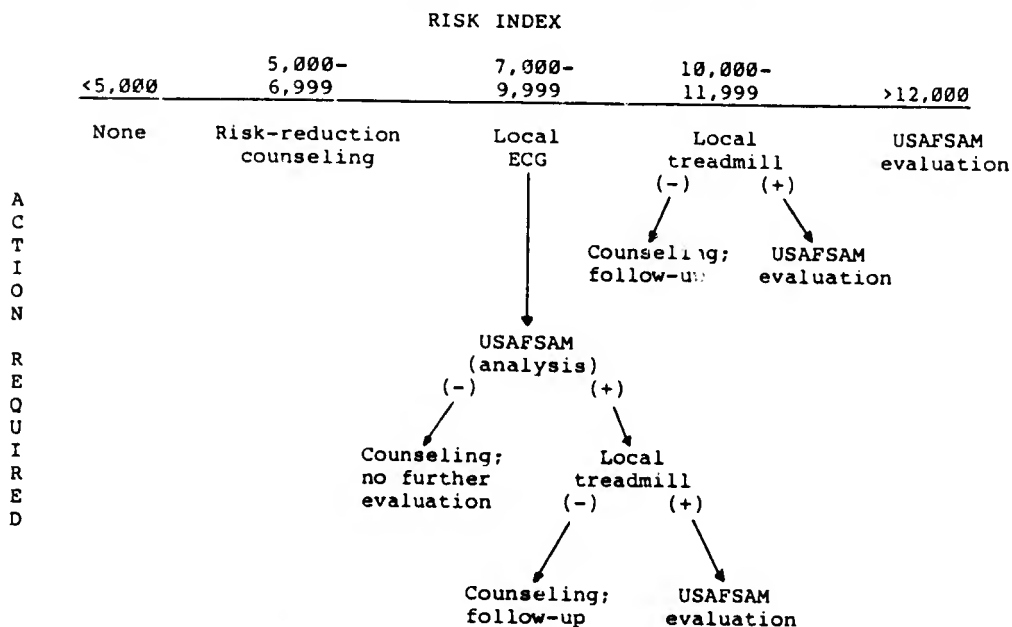 RISK INDEX
5,000- 7,000- 10,000-
<5,000 6,999 9,999 11,999 >12,000
None Risk-reduction Local Local USAFSAM
counseling ECG treadmill evaluation
(-) (+)
Counseling; USAFSAM
follow-up evaluation
USAFSAM
(analysis)
(-) (+)
Counseling; Local
no further treadmill
evaluation (-) (+)
Counseling; USAFSAM
follow-up evaluation
ACTION REQUIRED